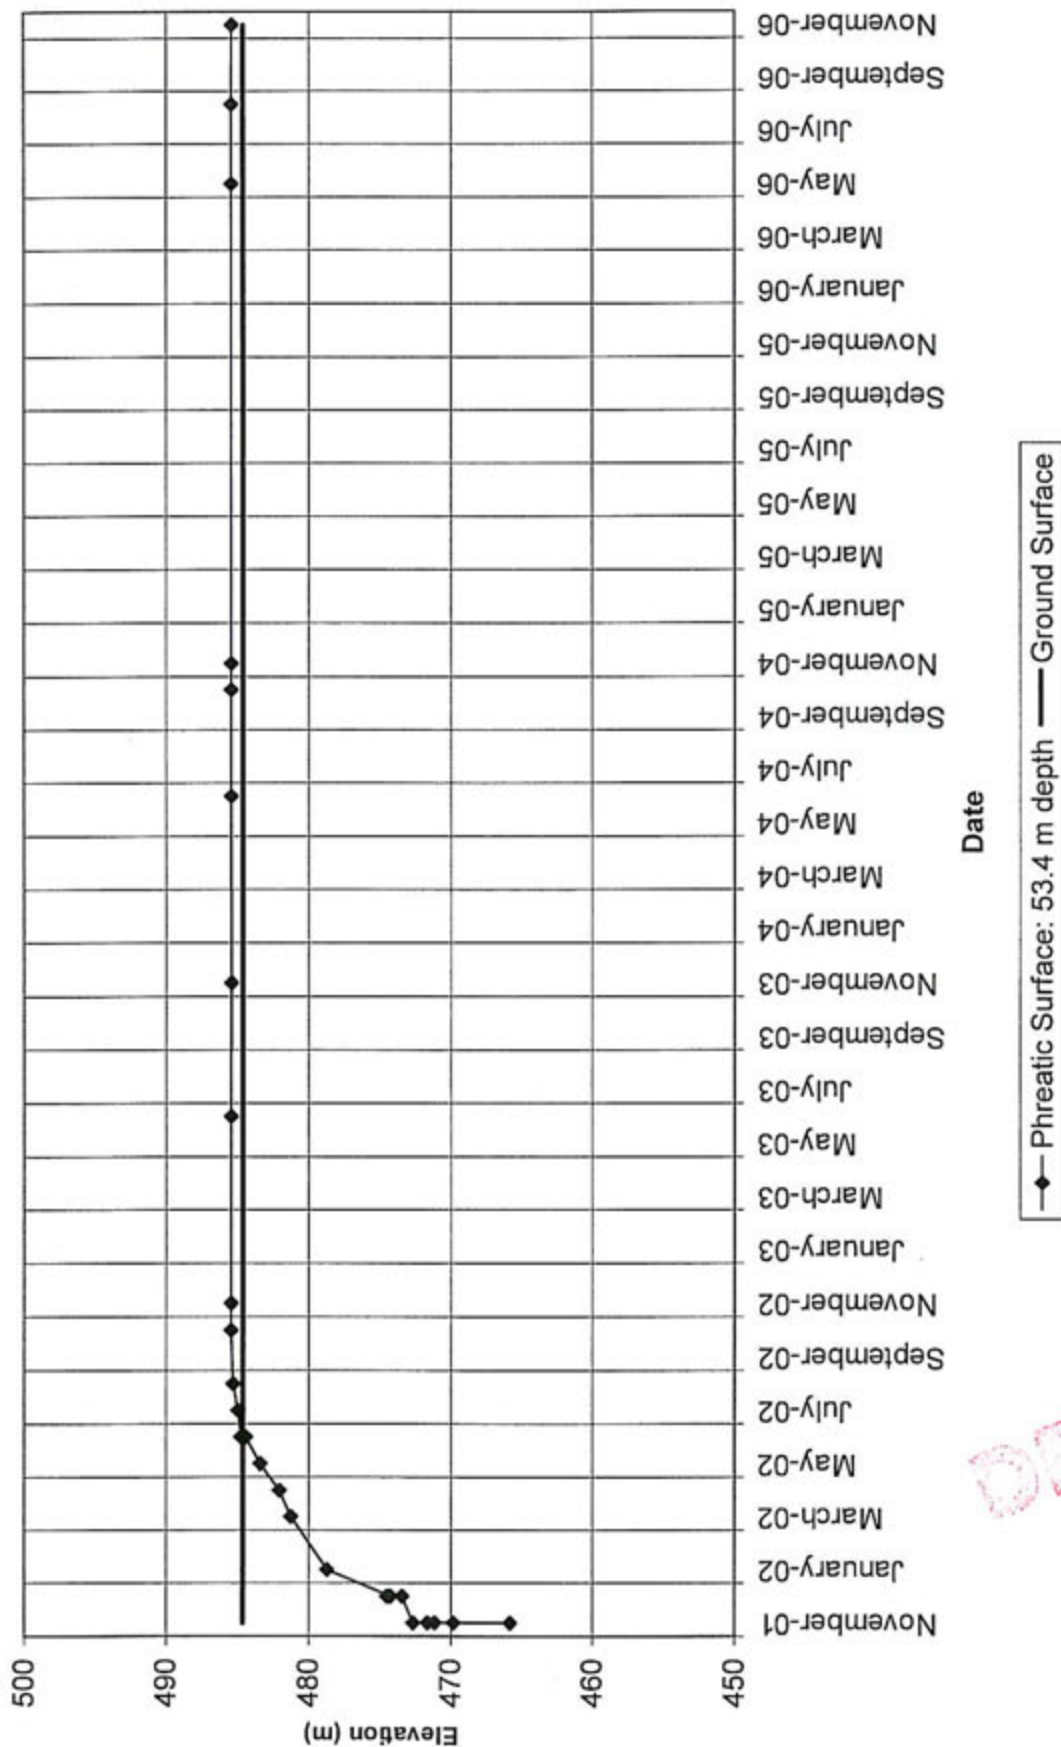 500
490
480
470
460
450
Elevation (m)
November-01
January-02
March-02
May-02
July-02
September-02
November-02
January-03
March-03
May-03
July-03
September-03
November-03
January-04
March-04
May-04
July-04
September-04
November-04
January-05
March-05
May-05
July-05
September-05
November-05
January-06
March-06
May-06
July-06
September-06
November-06
Date
Phreatic Surface: 53.4 m depth Ground Surface